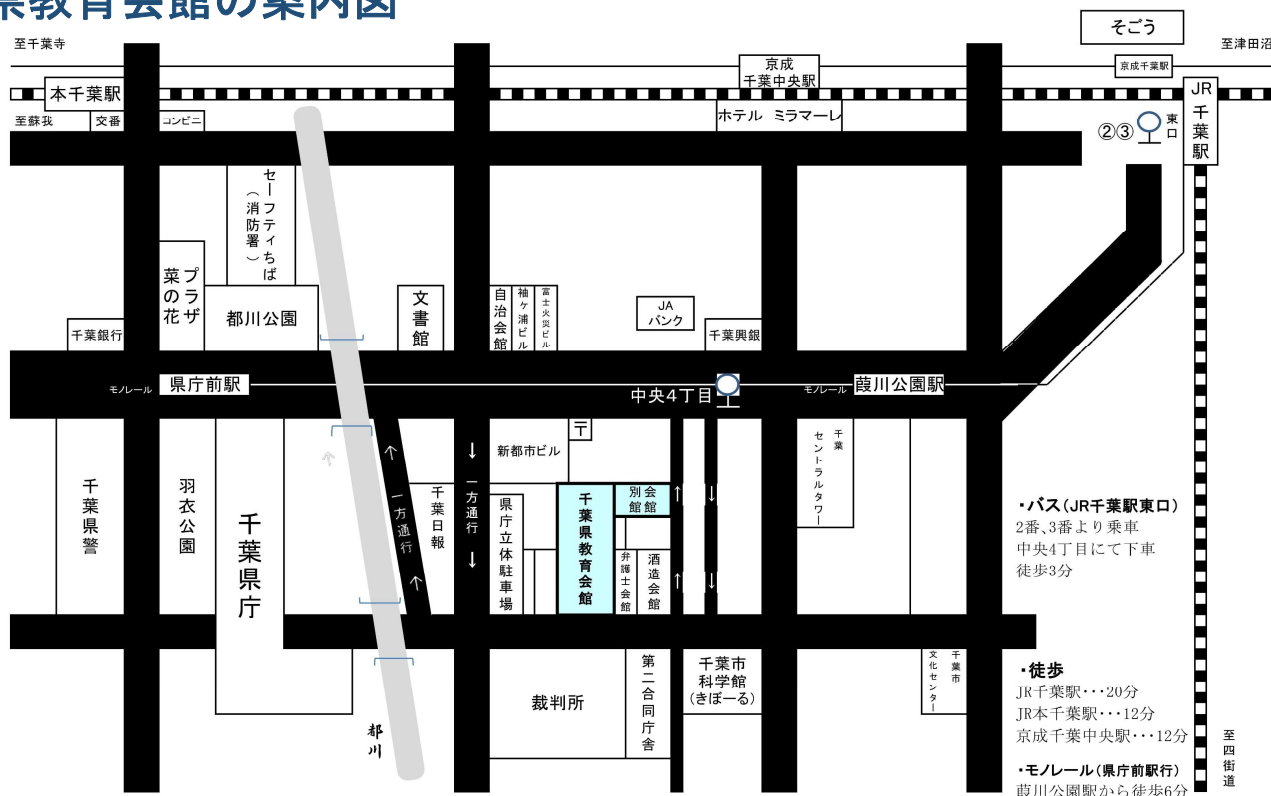 県教育会館の案内図
そごう
至千葉寺
京成
千葉中央駅
京成千葉駅
至津田沼
本千葉駅
JR
千葉駅
至蘇我
交番
コンビニ
ホテル ミラマーレ
②③
東口
セーフティちば
(消防署)
プラザ
菜の花
都川公園
文書館
自治会館
袖ヶ浦ビル
富士火災ビル
JA
バンク
千葉銀行
千葉興銀
モノレール
県庁前駅
中央4丁目
モノレール
葭川公園駅
〒
新都市ビル
千葉
セントラルタワー
千葉県警
羽衣公園
千葉県庁
↑
↑
一方通行
↑
千葉日報
↓
一方通行
↓
県庁立体駐車場
千葉県教育会館
会館
別館
弁護士会館
酒造会館
↑
↓
↑
↓
・バス(JR千葉駅東口)
2番、3番より乗車
中央4丁目にて下車
徒歩3分
裁判所
第二合同庁舎
千葉市
科学館
(きぼーる)
千葉市
文化センター
都川
・徒歩
JR千葉駅・・・20分
JR本千葉駅・・・12分
京成千葉中央駅・・・12分
至四街道
・モノレール(県庁前駅行)
葭川公園駅から徒歩6分